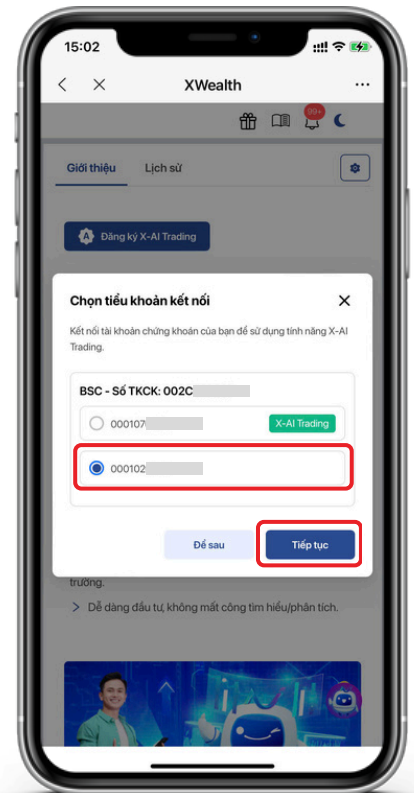 15:02
XWealth
99+
Giới thiệu
Lịch sử
Đăng ký X-AI Trading
Chọn tiểu khoản kết nối
Kết nối tài khoản chứng khoán của bạn để sử dụng tính năng X-AI
Trading.
BSC - Số TKCK: 002C
000107
X-AI Trading
000102
Để sau
Tiếp tục
trường.
Dễ dàng đầu tư, không mất công tìm hiểu/phân tích.